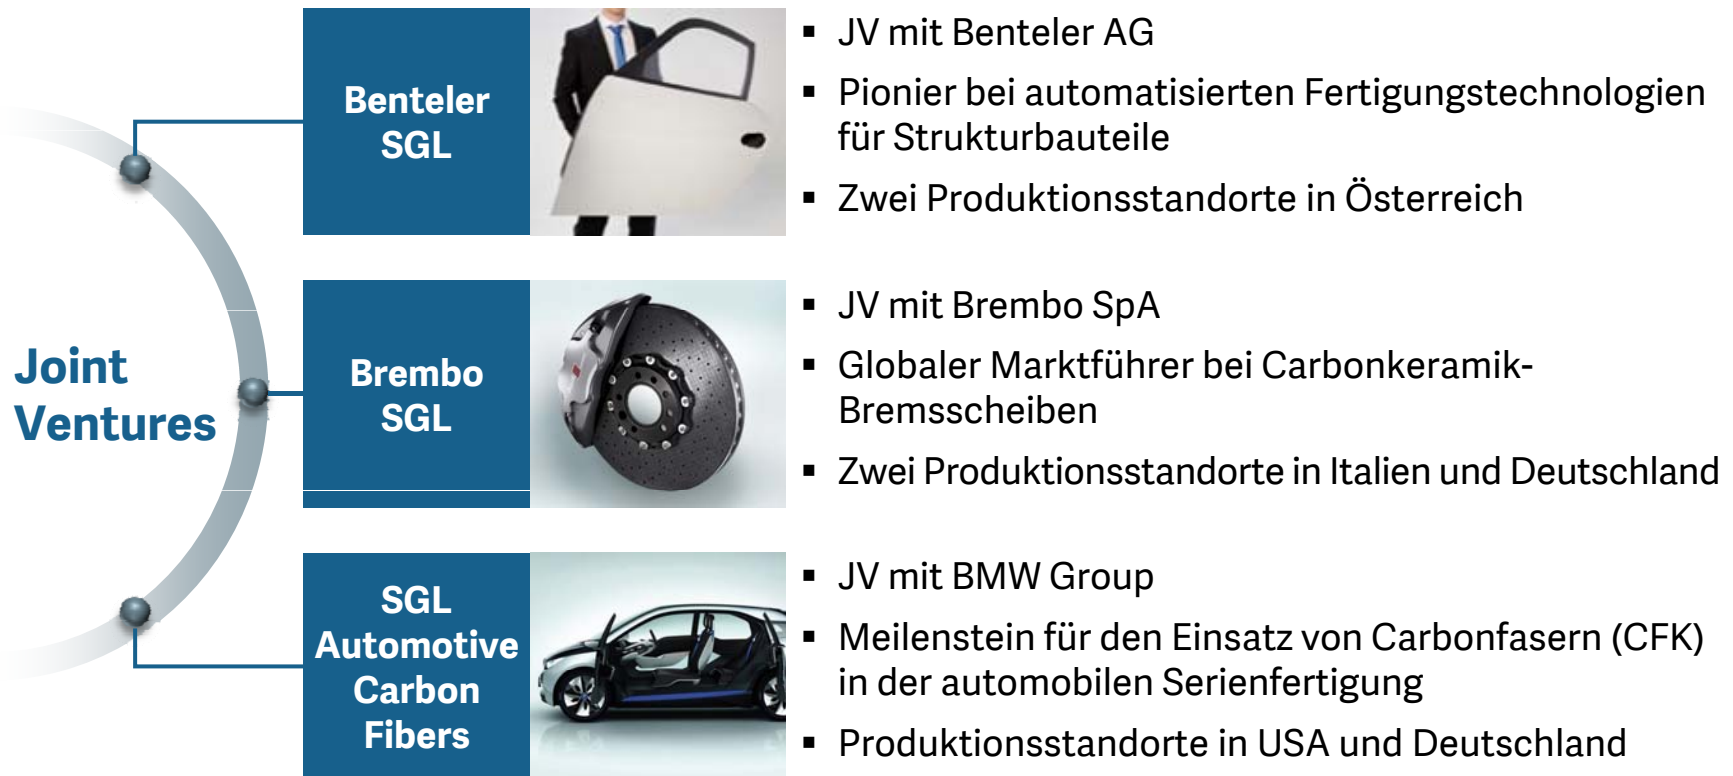 Joint
Ventures
Benteler
SGL
▪ JV mit Benteler AG
▪ Pionier bei automatisierten Fertigungstechnologien
für Strukturbauteile
▪ Zwei Produktionsstandorte in Österreich
Brembo
SGL
▪ JV mit Brembo SpA
▪ Globaler Marktführer bei Carbonkeramik-
Bremsscheiben
▪ Zwei Produktionsstandorte in Italien und Deutschland
SGL
Automotive
Carbon
Fibers
▪ JV mit BMW Group
▪ Meilenstein für den Einsatz von Carbonfasern (CFK)
in der automobilen Serienfertigung
▪ Produktionsstandorte in USA und Deutschland